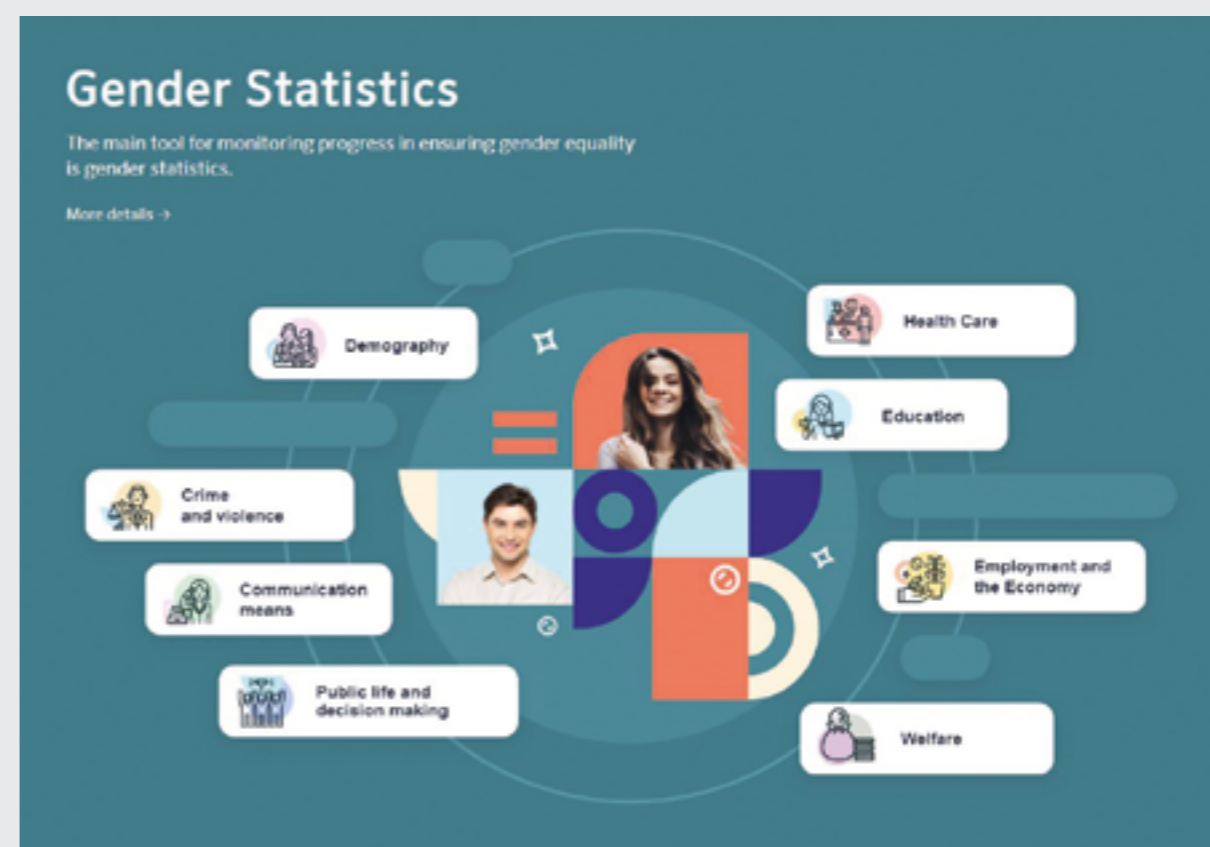 Gender Statistics
The main tool for monitoring progress in ensuring gender equality
is gender statistics.
More details →
Demography
Crime
and violence
Communication
means
Public life and
decision making
Health Care
Education
Employment and
the Economy
Welfare